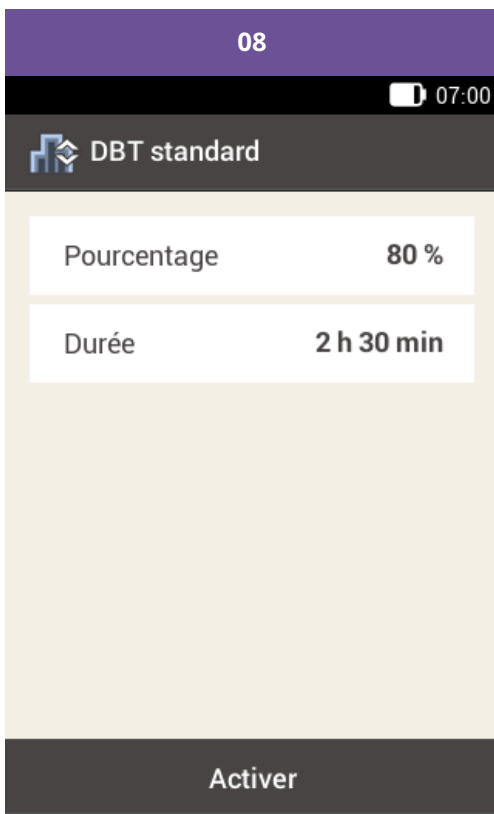 08
07:00
DBT standard
Pourcentage 80 %
Durée 2 h 30 min
Activer